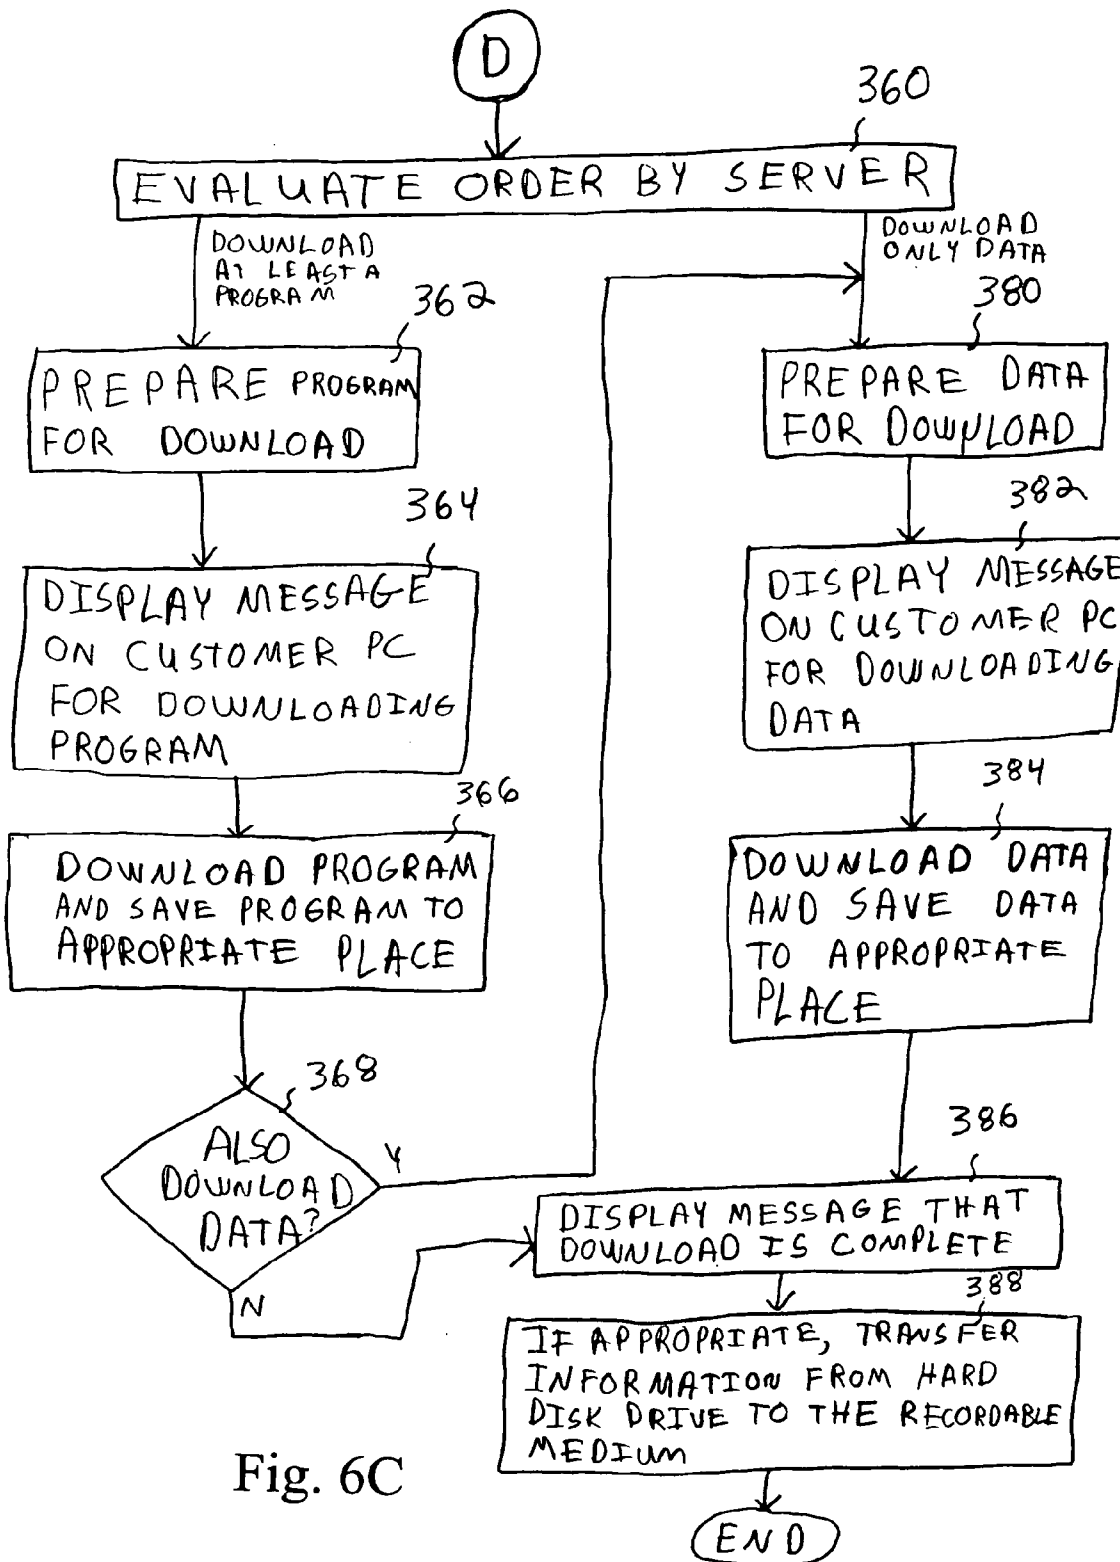 D
360
EVALUATE ORDER BY SERVER
DOWNLOAD
AT LEAST A
PROGRAM
362
PREPARE PROGRAM
FOR DOWNLOAD
364
DISPLAY MESSAGE
ON CUSTOMER PC
FOR DOWNLOADING
PROGRAM
366
DOWNLOAD PROGRAM
AND SAVE PROGRAM TO
APPROPRIATE PLACE
368
ALSO
DOWNLOAD
DATA?
Y
N
DOWNLOAD
ONLY DATA
380
PREPARE DATA
FOR DOWNLOAD
382
DISPLAY MESSAGE
ON CUSTOMER PC
FOR DOWNLOADING
DATA
384
DOWNLOAD DATA
AND SAVE DATA
TO APPROPRIATE
PLACE
386
DISPLAY MESSAGE THAT
DOWNLOAD IS COMPLETE
388
IF APPROPRIATE, TRANSFER
INFORMATION FROM HARD
DISK DRIVE TO THE RECORDABLE
MEDIUM
END
Fig. 6C